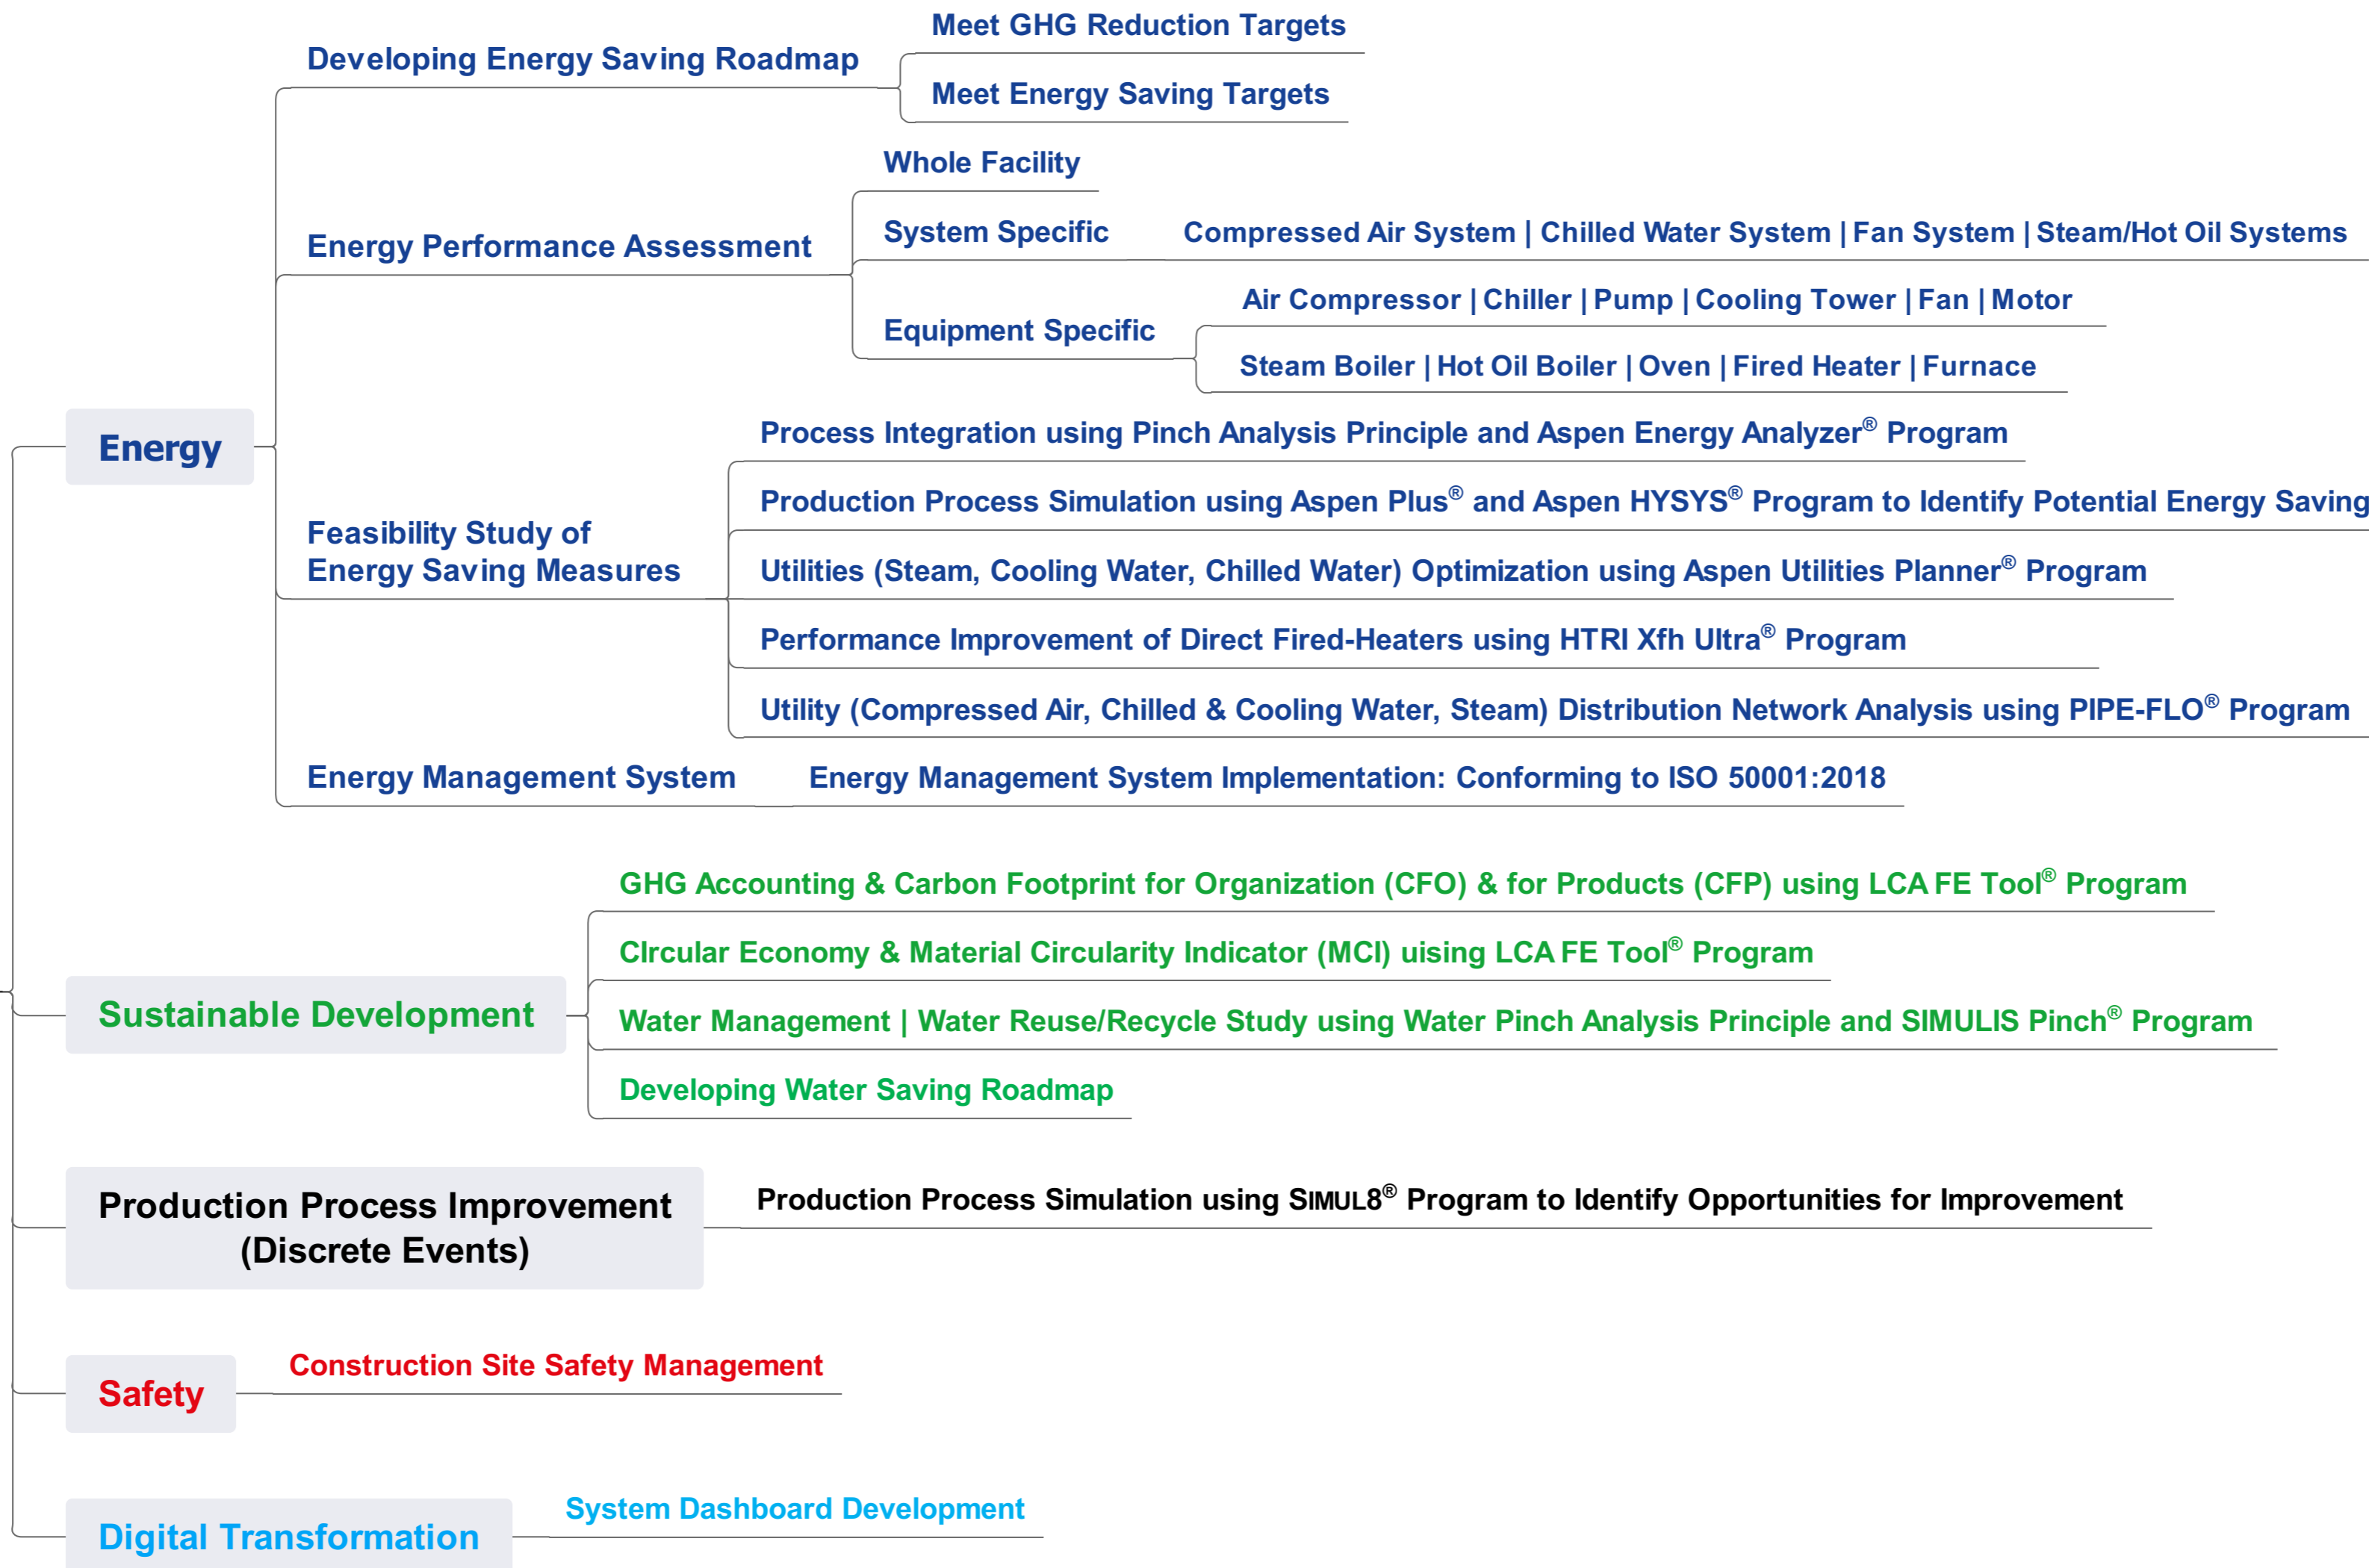 Meet GHG Reduction Targets
Developing Energy Saving Roadmap
Meet Energy Saving Targets
Whole Facility
Energy Performance Assessment
System Specific
Compressed Air System | Chilled Water System | Fan System | Steam/Hot Oil Systems
Equipment Specific
Air Compressor | Chiller | Pump | Cooling Tower | Fan | Motor
Steam Boiler | Hot Oil Boiler | Oven | Fired Heater | Furnace
Energy
Process Integration using Pinch Analysis Principle and Aspen Energy Analyzer® Program
Production Process Simulation using Aspen Plus® and Aspen HYSYS® Program to Identify Potential Energy Saving
Feasibility Study of
Energy Saving Measures
Utilities (Steam, Cooling Water, Chilled Water) Optimization using Aspen Utilities Planner® Program
Performance Improvement of Direct Fired-Heaters using HTRI Xfh Ultra® Program
Utility (Compressed Air, Chilled & Cooling Water, Steam) Distribution Network Analysis using PIPE-FLO® Program
Energy Management System
Energy Management System Implementation: Conforming to ISO 50001:2018
GHG Accounting & Carbon Footprint for Organization (CFO) & for Products (CFP) using LCA FE Tool® Program
CIrcular Economy & Material Circularity Indicator (MCI) uising LCA FE Tool® Program
Sustainable Development
Water Management | Water Reuse/Recycle Study using Water Pinch Analysis Principle and SIMULIS Pinch® Program
Developing Water Saving Roadmap
Production Process Improvement
(Discrete Events)
Production Process Simulation using SIMUL8® Program to Identify Opportunities for Improvement
Safety
Construction Site Safety Management
Digital Transformation
System Dashboard Development